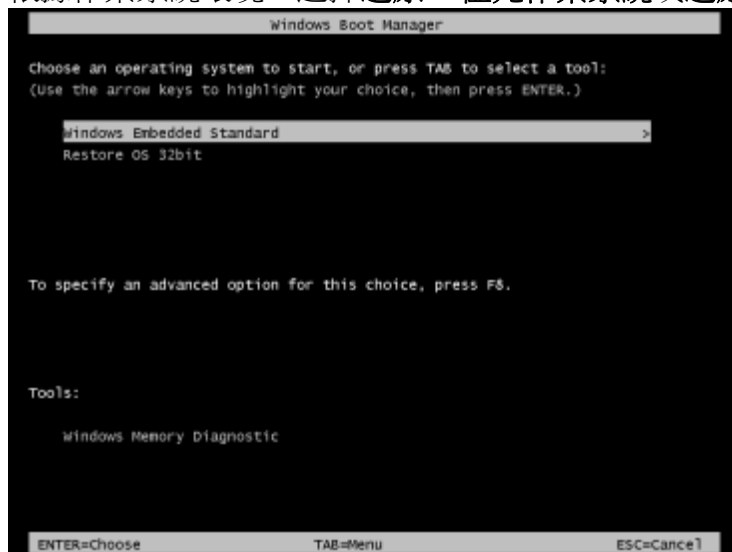 Windows Boot Manager
Choose an operating system to start, or press TAB to select a tool:
(Use the arrow keys to highlight your choice, then press ENTER.)
Windows Embedded Standard >
Restore OS 32bit
To specify an advanced option for this choice, press F8.
Tools:
Windows Memory Diagnostic
ENTER=Choose TAB=Menu ESC=Cancel